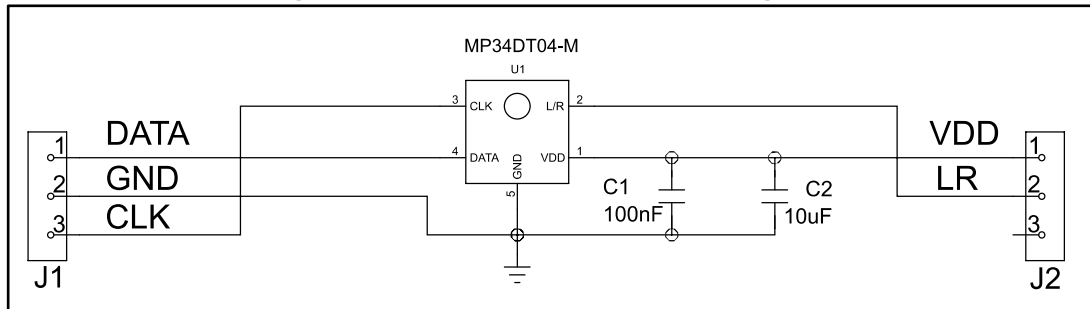 MP34DT04-M
U1
3 CLK L/R 2
1 DATA VDD 1
4 DATA VDD 1
2 GND GND LR 2
3 CLK 5 C1 C2 3
100nF 10uF
J1 J2